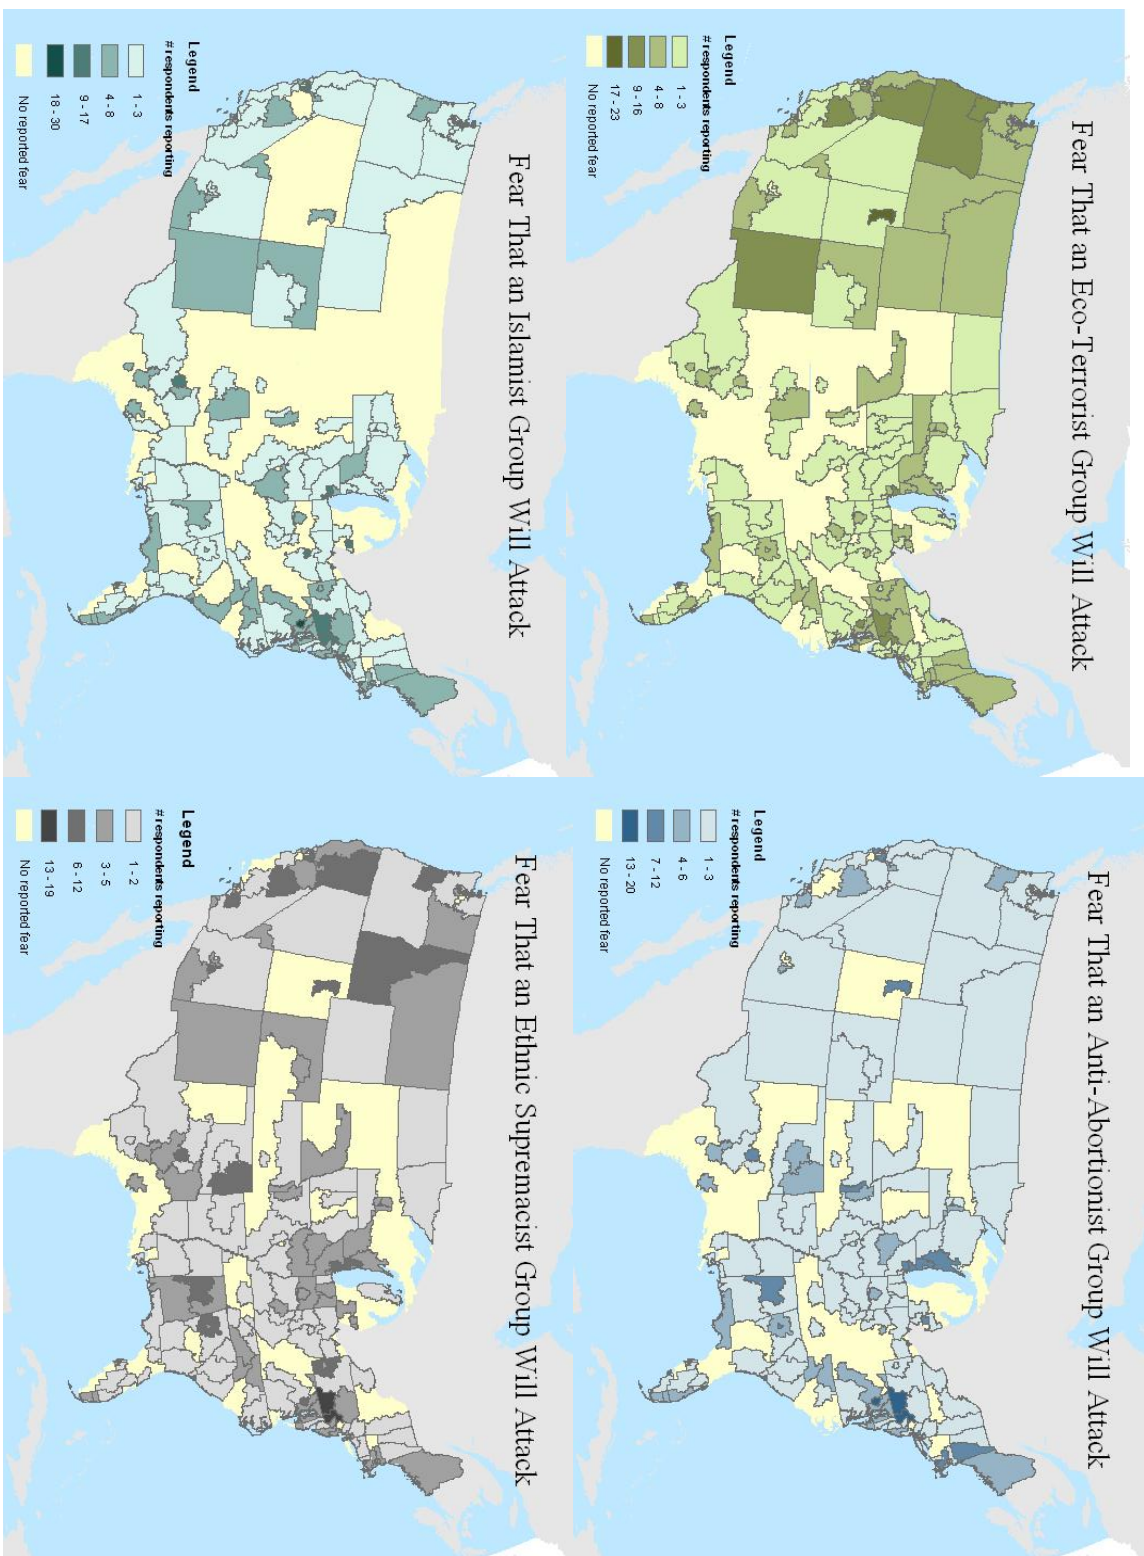 Fear That an Eco-Terrorist Group Will Attack
Legend
# respondents reporting
1 - 3
4 - 8
9 - 16
17 - 23
No reported fear
Fear That an Anti-Abortionist Group Will Attack
Legend
# respondents reporting
1 - 3
4 - 6
7 - 12
13 - 20
No reported fear
Fear That an Islamist Group Will Attack
Legend
# respondents reporting
1 - 3
4 - 8
9 - 17
18 - 30
No reported fear
Fear That an Ethnic Supremacist Group Will Attack
Legend
# respondents reporting
1 - 2
3 - 5
6 - 12
13 - 19
No reported fear